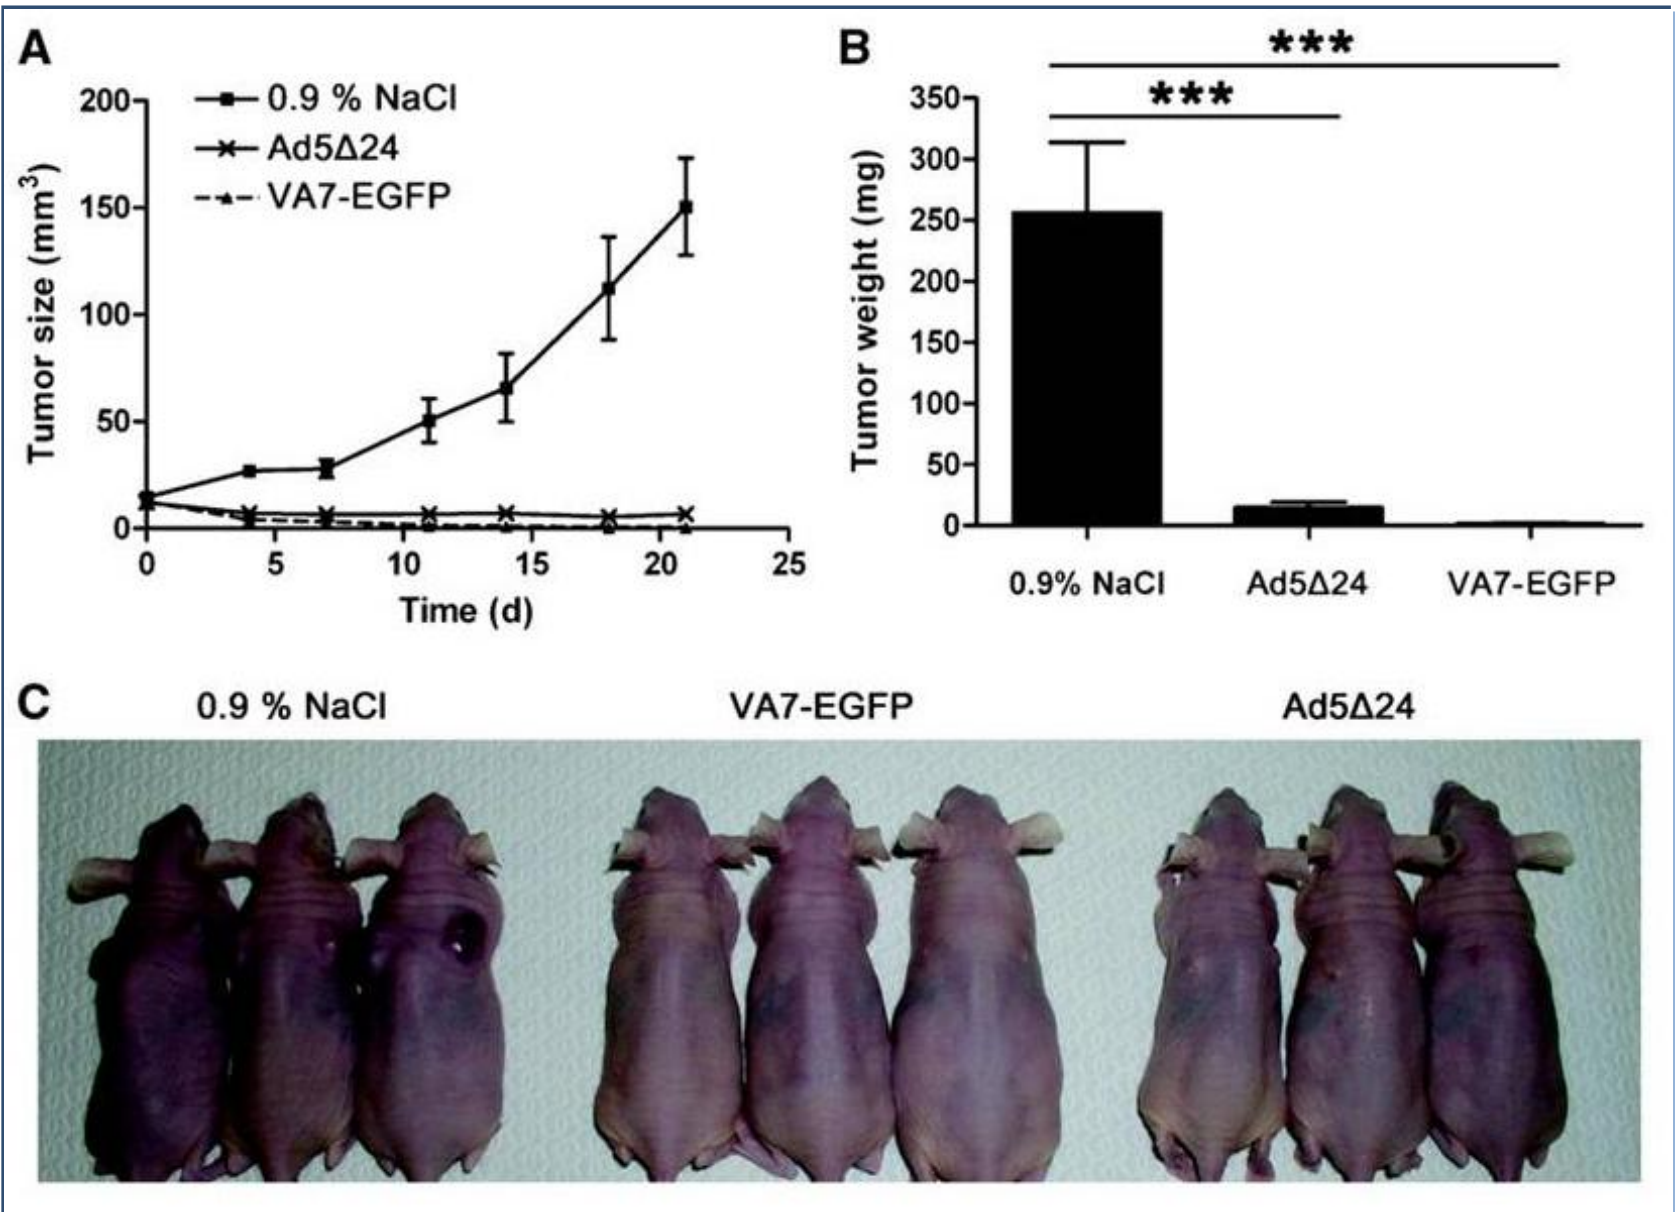 A
0.9 % NaCl
Ad5Δ24
VA7-EGFP
Tumor size (mm³)
200
150
100
50
0
0 5 10 15 20 25
Time (d)
B
***
***
Tumor weight (mg)
350
300
250
200
150
100
50
0
0.9% NaCl Ad5Δ24 VA7-EGFP
C
0.9 % NaCl VA7-EGFP Ad5Δ24